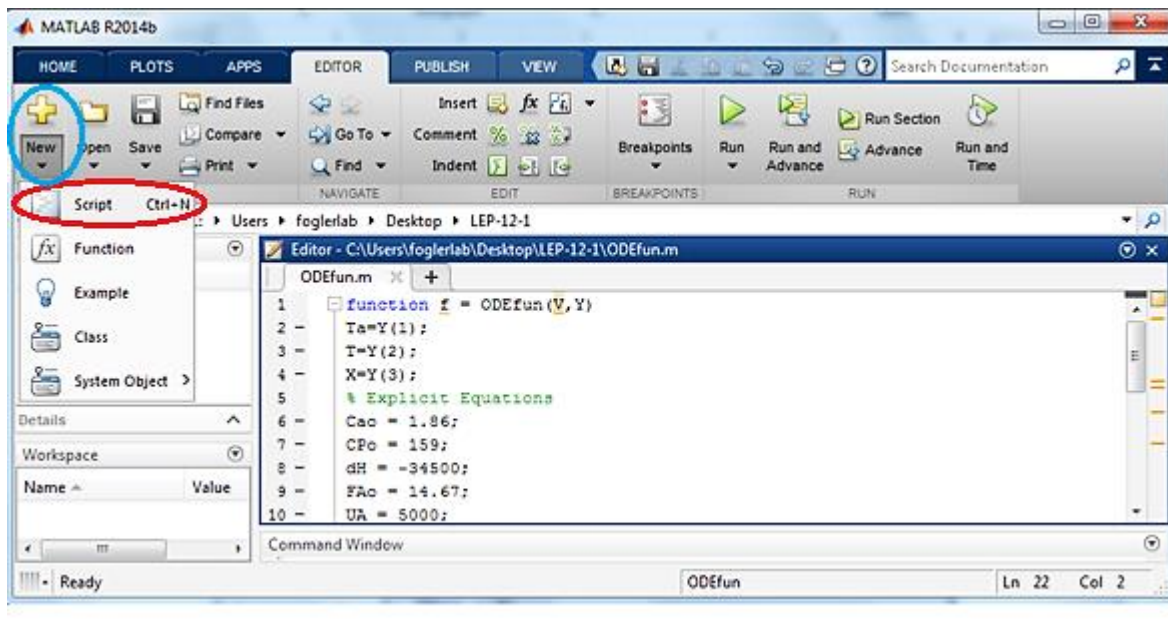 MATLAB R2014b
HOME PLOTS APPS EDITOR PUBLISH VIEW Search Documentation
New Open Save Find Files Compare Print
Go To Find
Insert fx
Comment %
Indent
Breakpoints
Run
Run and Advance
Run Section
Advance
Run and Time
NAVIGATE EDIT BREAKPOINTS RUN
Script Ctrl+N
Users foglerlab Desktop LEP-12-1
fx Function
Example
Class
System Object
Details
Workspace
Name Value
Editor - C:\Users\foglerlab\Desktop\LEP-12-1\ODEfun.m
ODEfun.m
1 function f = ODEfun(V,Y)
2 - Ta=Y(1);
3 - T=Y(2);
4 - X=Y(3);
5 % Explicit Equations
6 - Cao = 1.86;
7 - CPo = 159;
8 - dH = -34500;
9 - FAo = 14.67;
10 - UA = 5000;
Command Window
Ready ODEfun Ln 22 Col 2